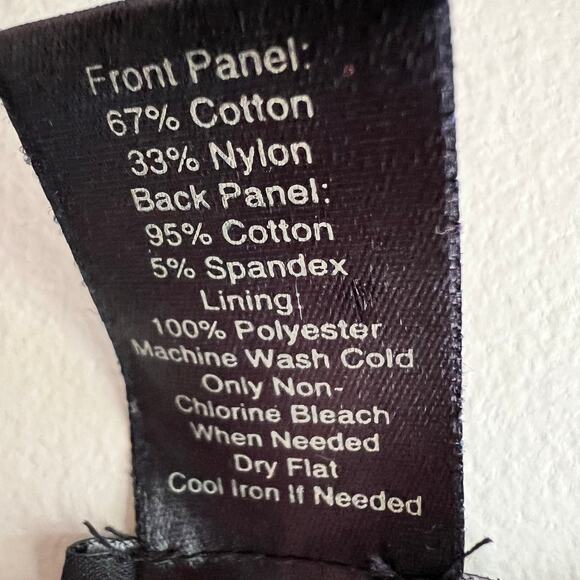 Front Panel:
67% Cotton
33% Nylon
Back Panel:
95% Cotton
5% Spandex
Lining:
100% Polyester
Machine Wash Cold
Only Non-
Chlorine Bleach
When Needed
Dry Flat
Cool Iron If Needed